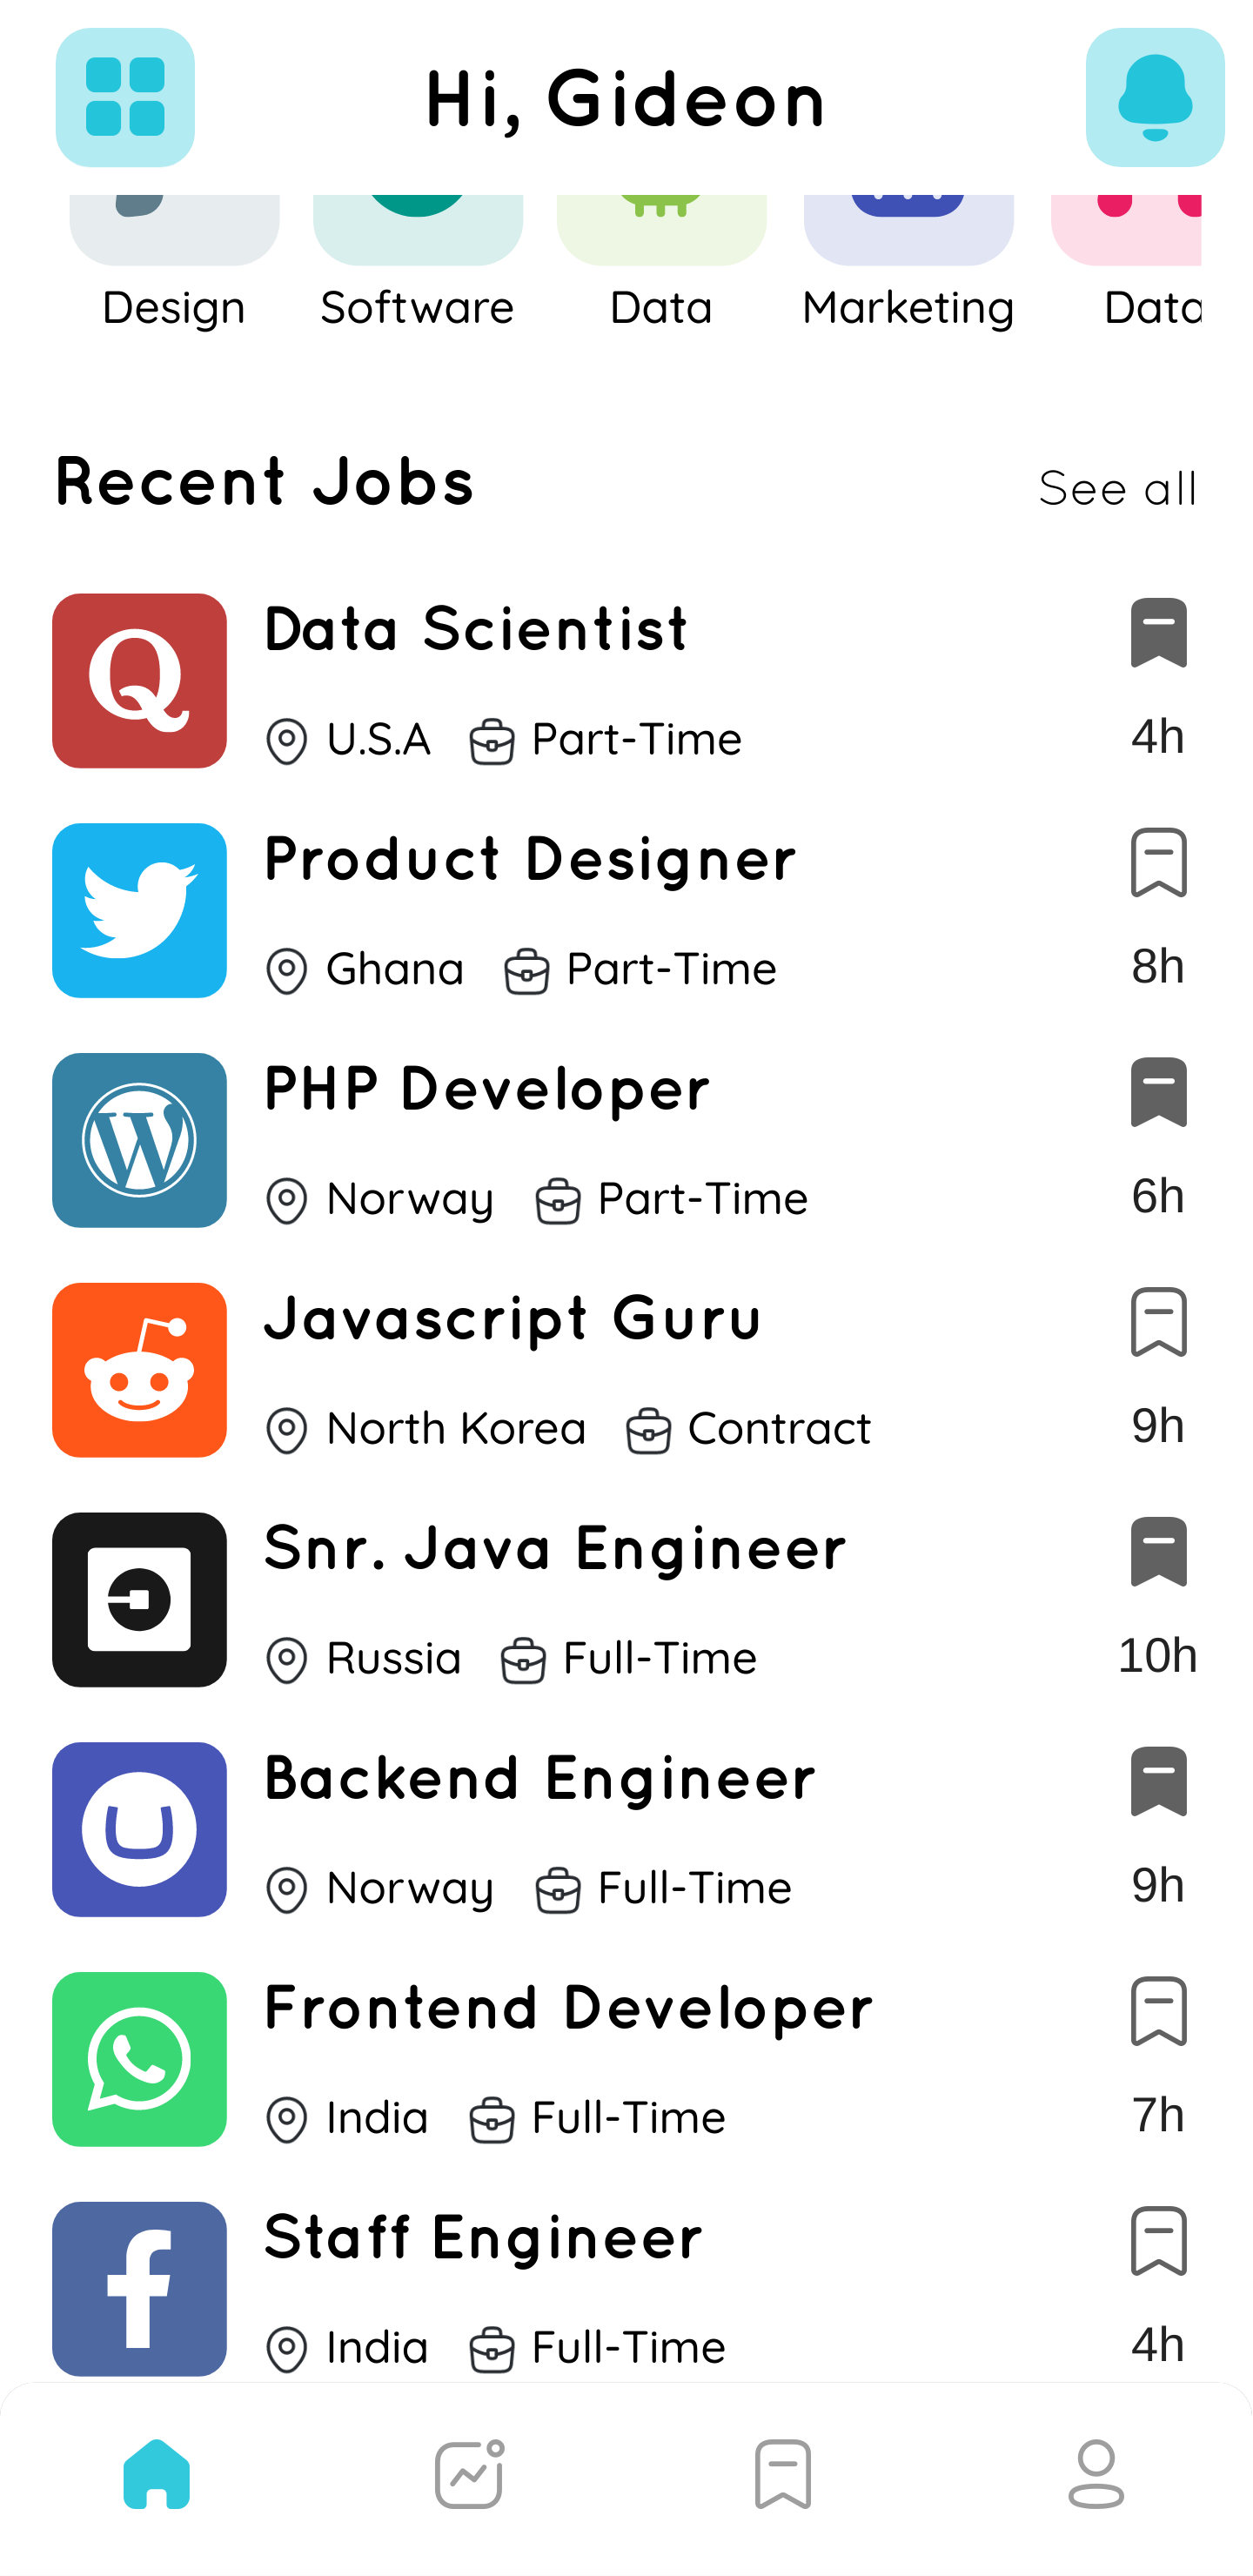 Hi, Gideon
Design Software Data Marketing Data
Recent Jobs See all
Data Scientist
U.S.A Part-Time 4h
Product Designer
Ghana Part-Time 8h
PHP Developer
Norway Part-Time 6h
Javascript Guru
North Korea Contract 9h
Snr. Java Engineer
Russia Full-Time 10h
Backend Engineer
Norway Full-Time 9h
Frontend Developer
India Full-Time 7h
Staff Engineer
India Full-Time 4h